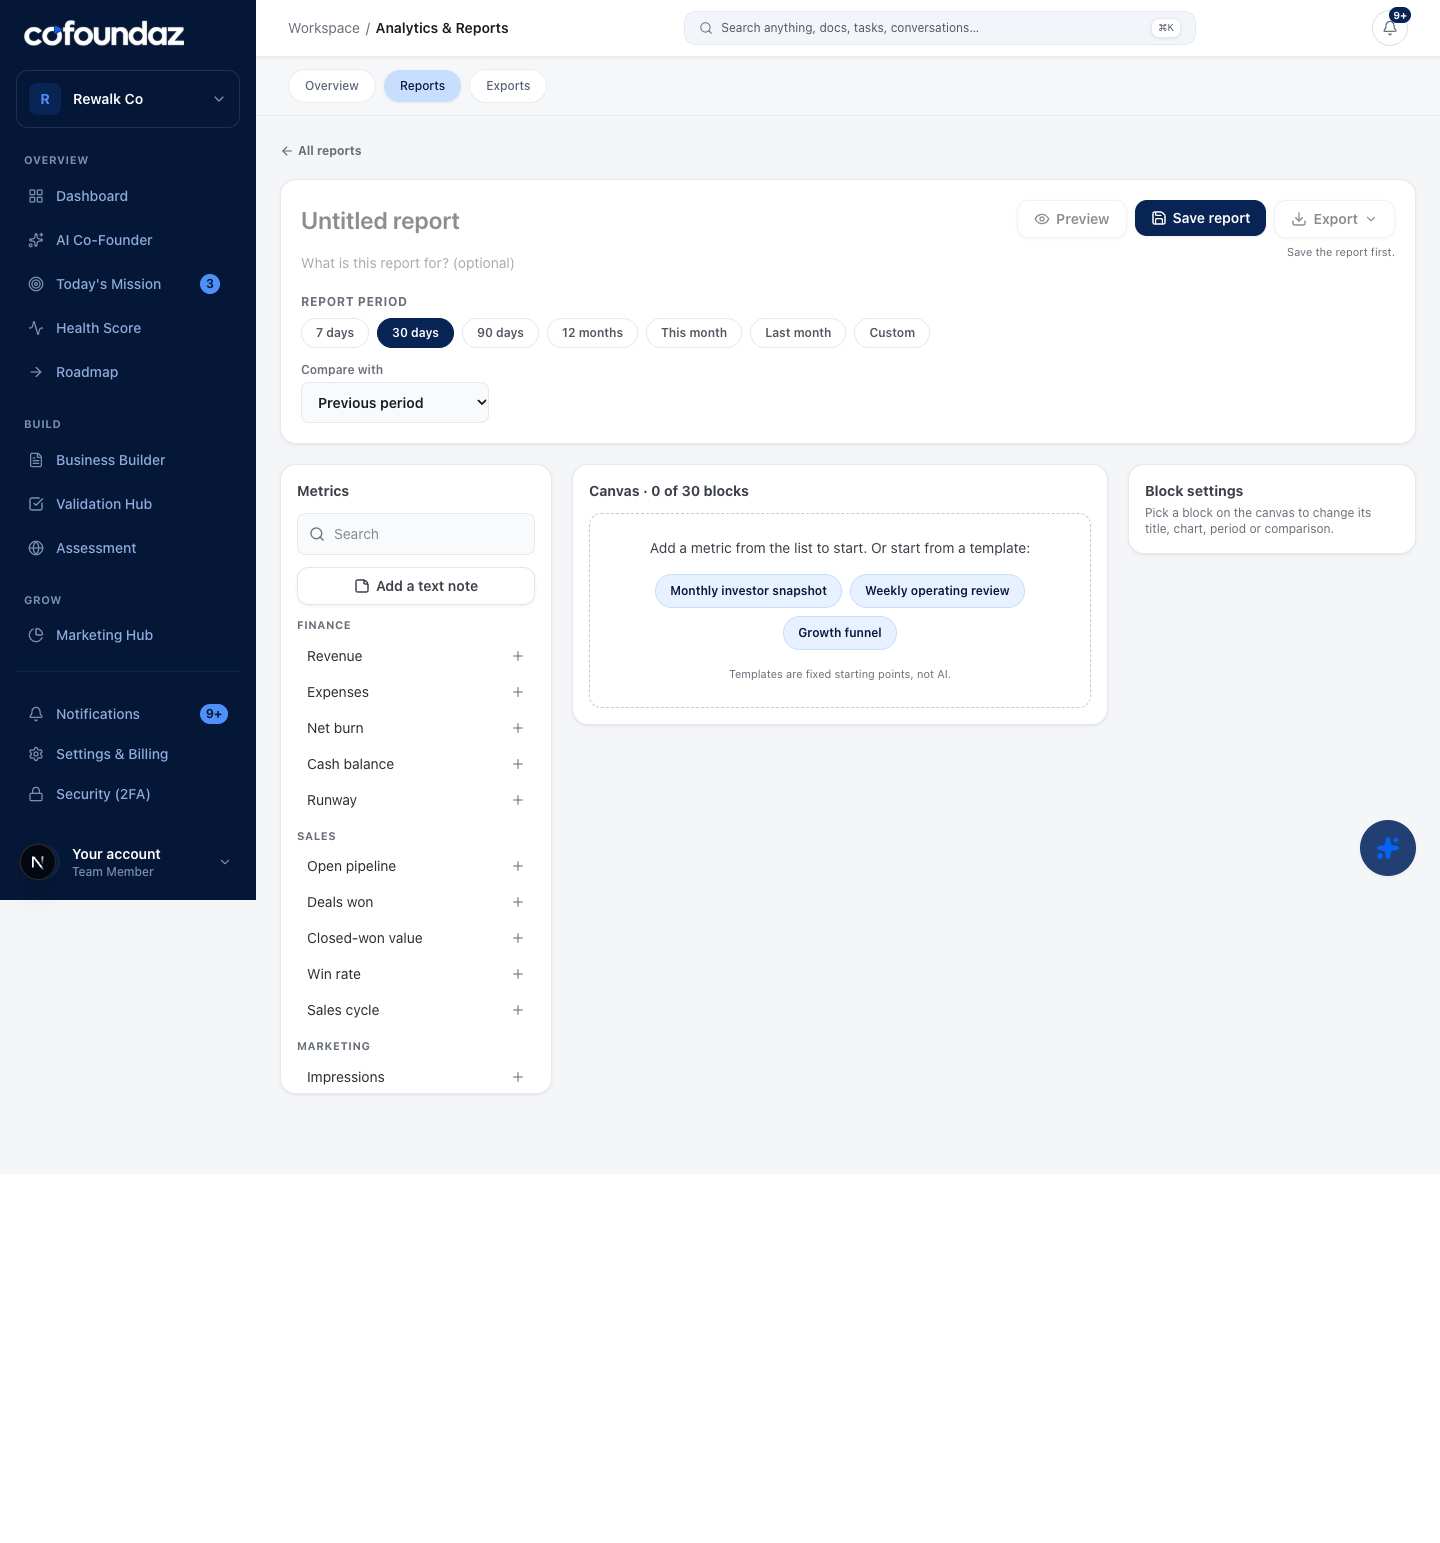 cofoundaz
R
Rewalk Co
OVERVIEW
Dashboard
AI Co-Founder
Today's Mission
3
Health Score
Roadmap
BUILD
Business Builder
Validation Hub
Assessment
GROW
Marketing Hub
Notifications
9+
Settings & Billing
Security (2FA)
N
Your account
Team Member
Workspace / Analytics & Reports
Search anything, docs, tasks, conversations...
⌘K
9+
Overview
Reports
Exports
← All reports
Untitled report
Preview
Save report
Export
Save the report first.
What is this report for? (optional)
REPORT PERIOD
7 days
30 days
90 days
12 months
This month
Last month
Custom
Compare with
Previous period
Metrics
Search
Add a text note
FINANCE
Revenue
Expenses
Net burn
Cash balance
Runway
SALES
Open pipeline
Deals won
Closed-won value
Win rate
Sales cycle
MARKETING
Impressions
Canvas · 0 of 30 blocks
Add a metric from the list to start. Or start from a template:
Monthly investor snapshot
Weekly operating review
Growth funnel
Templates are fixed starting points, not AI.
Block settings
Pick a block on the canvas to change its
title, chart, period or comparison.